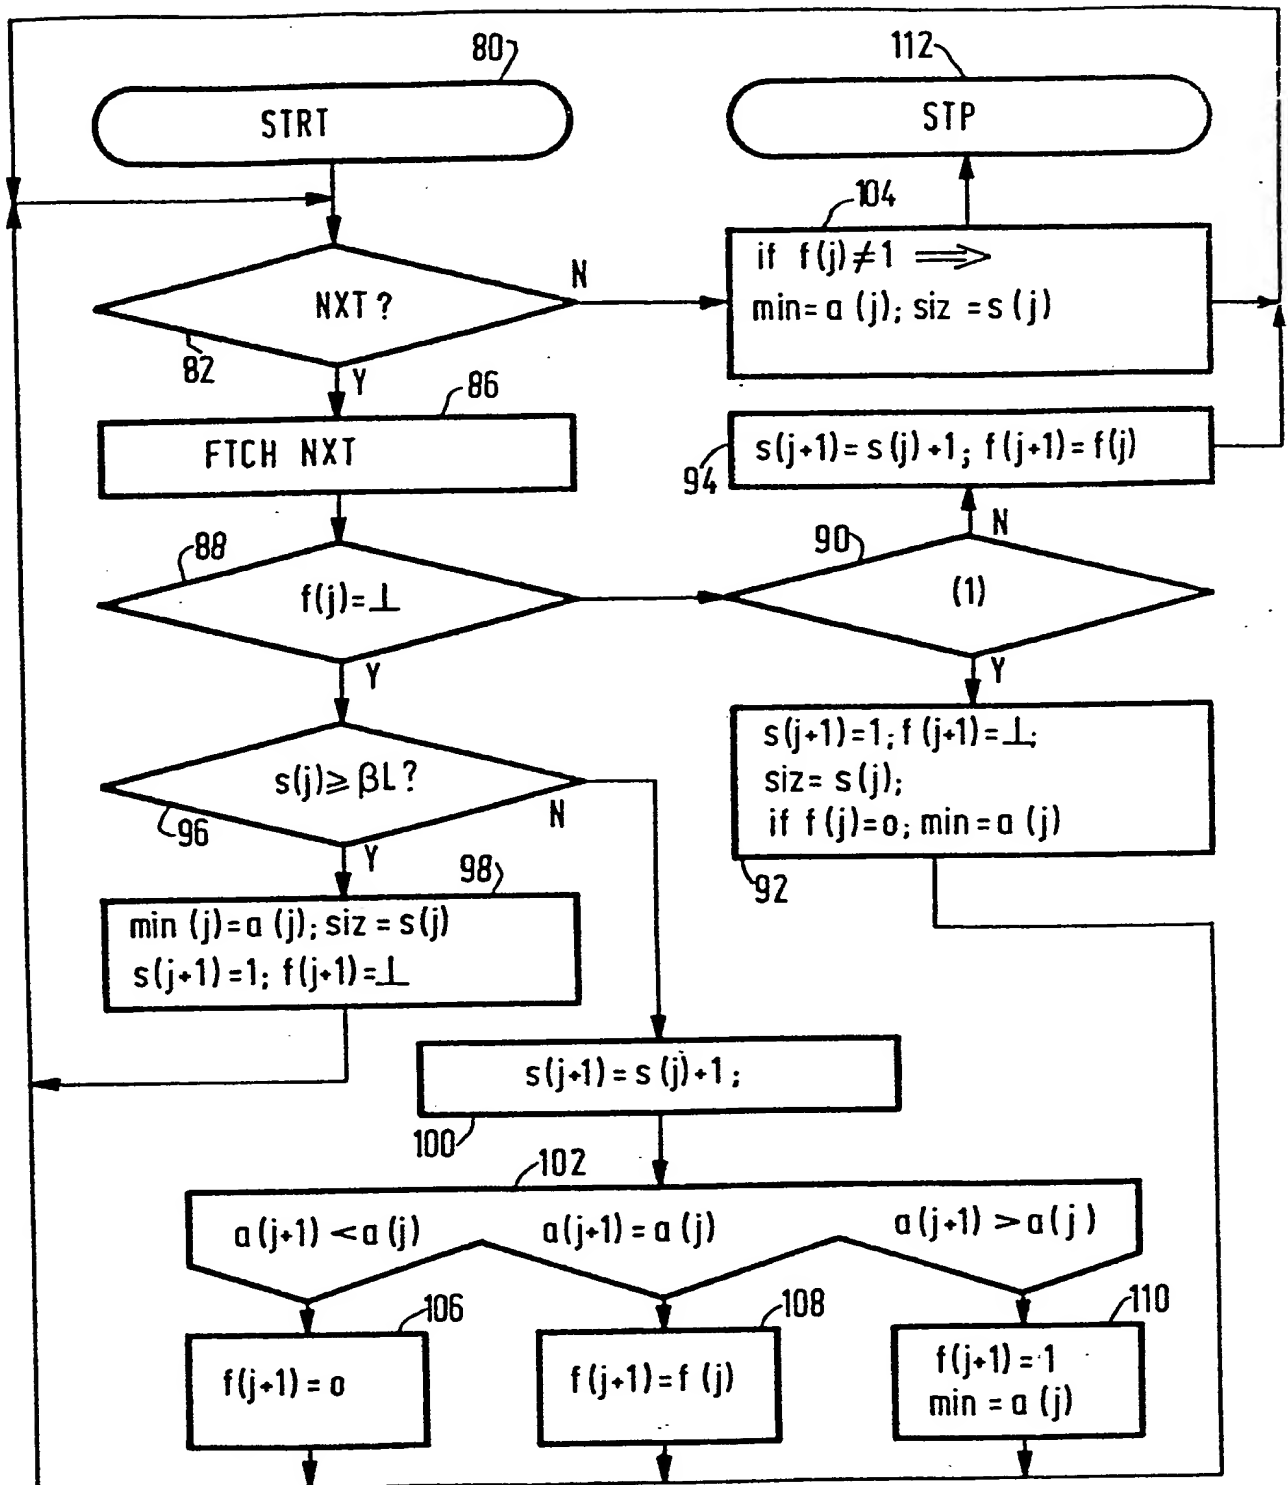 80
STRT
112
STP
NXT?
N
82
Y
104
if f(j)≠1 ⟹
min=a(j); siz=s(j)
86
FTCH NXT
94
s(j+1)=s(j)+1; f(j+1)=f(j)
N
88
f(j)=⊥
Y
90
(1)
Y
s(j)≥βL?
96
N
Y
s(j+1)=1; f(j+1)=⊥;
siz=s(j);
if f(j)=0; min=a(j)
92
98
min(j)=a(j); siz=s(j)
s(j+1)=1; f(j+1)=⊥
s(j+1)=s(j)+1;
100
102
a(j+1)<a(j)
a(j+1)=a(j)
a(j+1)>a(j)
106
f(j+1)=0
108
f(j+1)=f(j)
110
f(j+1)=1
min=a(j)